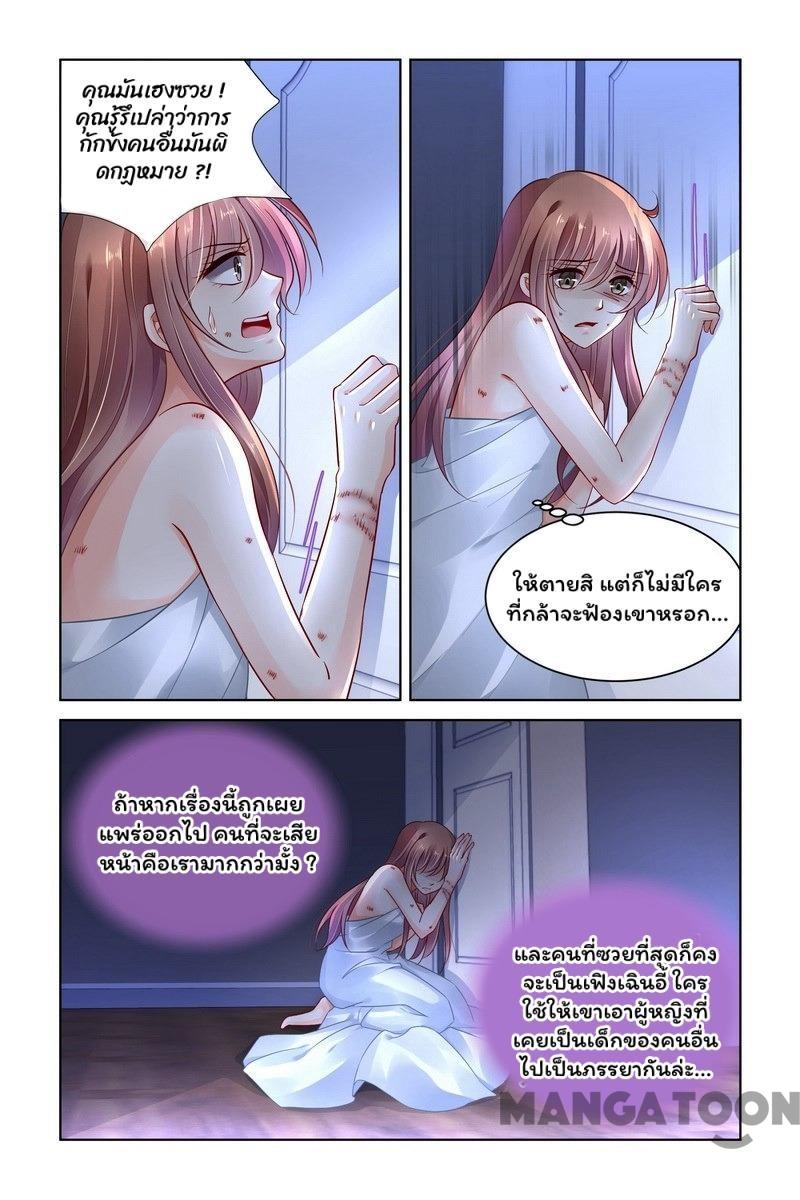 คุณมันเฮงซวย !
คุณรู้รึเปล่าว่าการ
กักขังคนอื่นมันผิ
ดกฎหมาย ?!
ให้ตายสิ แต่ก็ไม่มีใคร
ที่กล้าจะฟ้องเขาหรอก...
ถ้าหากเรื่องนี้ถูกเผย
แพร่ออกไป คนที่จะเสีย
หน้าคือเรามากกว่ามั้ง ?
และคนที่ซวยที่สุดก็คง
จะเป็นเฟิงเฉินอี้ ใคร
ใช้ให้เขาเอาผู้หญิงที่
เคยเป็นเด็กของคนอื่น
ไปเป็นภรรยากันล่ะ...
MANGATOON